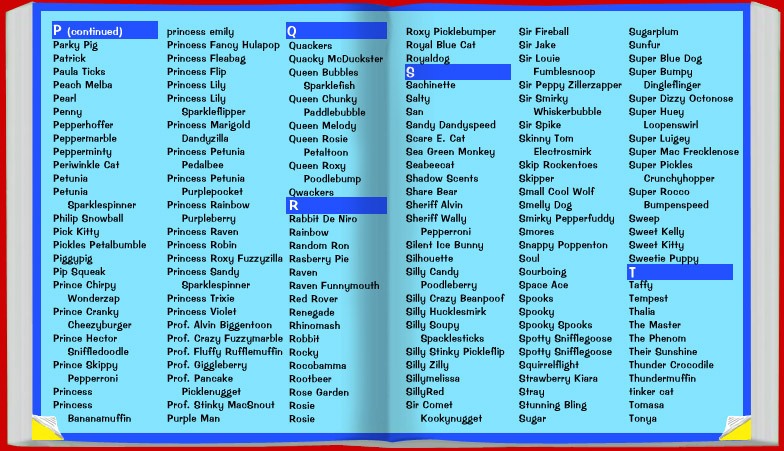 P (continued)
Parky Pig
Patrick
Paula Ticks
Peach Melba
Pearl
Penny
Pepperhoffer
Peppermarble
Pepperminty
Periwinkle Cat
Petunia
Petunia
Sparklespinner
Philip Snowball
Pick Kitty
Pickles Petalbumble
Piggypig
Pip Squeak
Prince Chirpy
Wonderzap
Prince Cranky
Cheezyburger
Prince Hector
Sniffledoodle
Prince Skippy
Pepperroni
Princess
Princess
Bananamuffin
princess emily
Princess Fancy Hulapop
Princess Fleabag
Princess Flip
Princess Lily
Princess Lily
Sparkleflipper
Princess Marigold
Dandyzilla
Princess Petunia
Pedalbee
Princess Petunia
Purplepocket
Princess Rainbow
Purpleberry
Princess Raven
Princess Robin
Princess Roxy Fuzzyzilla
Princess Sandy
Sparklespinner
Princess Trixie
Princess Violet
Prof. Alvin Biggentoon
Prof. Crazy Fuzzymarble
Prof. Fluffy Rufflemuffin
Prof. Giggleberry
Prof. Pancake
Picklenugget
Prof. Stinky MacSnout
Purple Man
Q
Quackers
Quacky McDuckster
Queen Bubbles
Sparklefish
Queen Chunky
Paddlebubble
Queen Melody
Queen Rosie
Petaltoon
Queen Roxy
Poodlebump
Qwackers
R
Rabbit De Niro
Rainbow
Random Ron
Rasberry Pie
Raven
Raven Funnymouth
Red Rover
Renegade
Rhinomash
Robbit
Rocky
Rocobamma
Rootbeer
Rose Garden
Rosie
Rosie
Roxy Picklebumper
Royal Blue Cat
Royaldog
S
Sachinette
Salty
San
Sandy Dandyspeed
Scare E. Cat
Sea Green Monkey
Seabeecat
Shadow Scents
Share Bear
Sheriff Alvin
Sheriff Wally
Pepperroni
Silent Ice Bunny
Silhouette
Silly Candy
Poodleberry
Silly Crazy Beanpoof
Silly Hucklesmirk
Silly Soupy
Spacklesticks
Silly Stinky Pickleflip
Silly Zilly
Sillymelissa
SillyRed
Sir Comet
Kookynugget
Sir Fireball
Sir Jake
Sir Louie
Fumblesnoop
Sir Peppy Zillerzapper
Sir Smirky
Whiskerbubble
Sir Spike
Skinny Tom
Electrosmirk
Skip Rockentoes
Skipper
Small Cool Wolf
Smelly Dog
Smirky Pepperfuddy
Smores
Snappy Poppenton
Soul
Sourboing
Space Ace
Spooks
Spooky
Spooky Spooks
Spotty Snifflegoose
Spotty Snifflegoose
Squirrelflight
Strawberry Kiara
Stray
Stunning Bling
Sugar
Sugarplum
Sunfur
Super Blue Dog
Super Bumpy
Dingleflinger
Super Dizzy Octonose
Super Huey
Loopenswirl
Super Luigey
Super Mac Frecklenose
Super Pickles
Crunchyhopper
Super Rocco
Bumpenspeed
Sweep
Sweet Kelly
Sweet Kitty
Sweetie Puppy
T
Taffy
Tempest
Thalia
The Master
The Phenom
Their Sunshine
Thunder Crocodile
Thundermuffin
tinker cat
Tomasa
Tonya